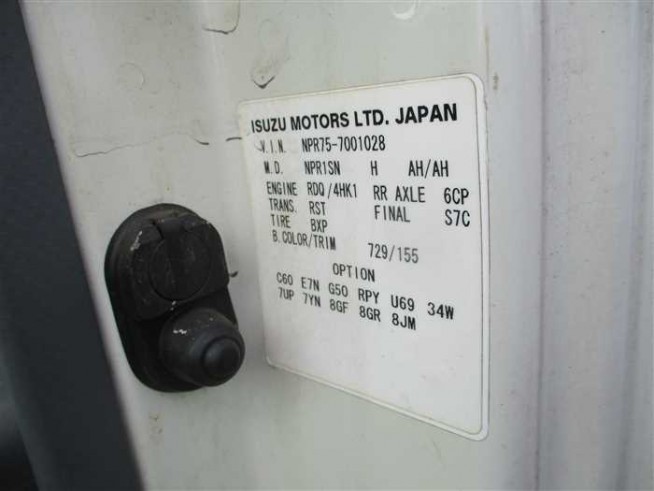 ISUZU MOTORS LTD. JAPAN
V.I.N. NPR75-7001028
M.D. NPR1SN H AH/AH
ENGINE RDQ/4HK1 RR AXLE 6CP
TRANS. RST FINAL S7C
TIRE BXP
B.COLOR/TRIM 729/155
OPTION
C60 E7N G50 RPY U69 34W
7UP 7YN 8GF 8GR 8JM